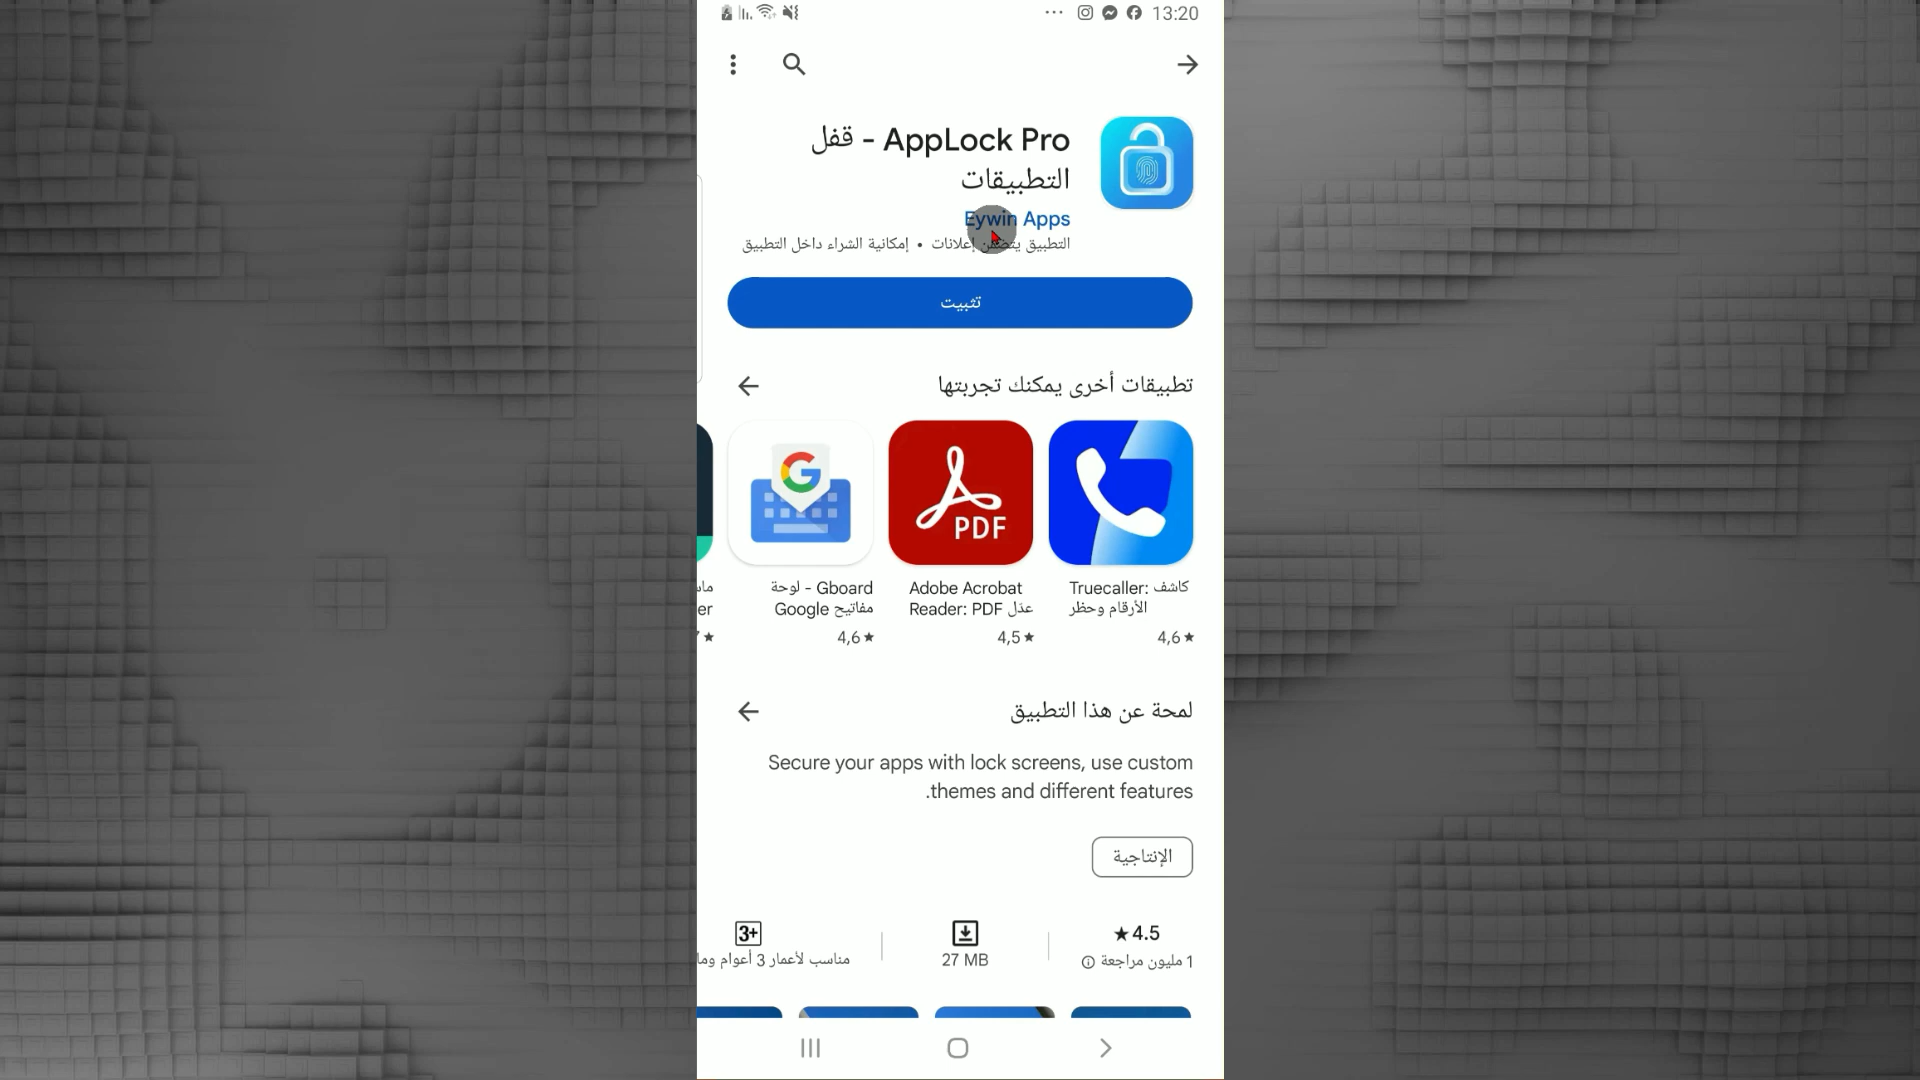 13:20
AppLock Pro - قفل
التطبيقات
Eywin Apps
التطبيق يتضمن إعلانات • إمكانية الشراء داخل التطبيق
تثبيت
تطبيقات أخرى يمكنك تجربتها
PDF
G
Truecaller: كاشف
الأرقام وحظر
4,6★
Adobe Acrobat
Reader: PDF عدّل
4,5★
Gboard - لوحة
مفاتيح Google
4,6★
er
لمحة عن هذا التطبيق
Secure your apps with lock screens, use custom
.themes and different features
الإنتاجية
4.5★
1 مليون مراجعة
27 MB
3+
مناسب لأعمار 3 أعوام وما